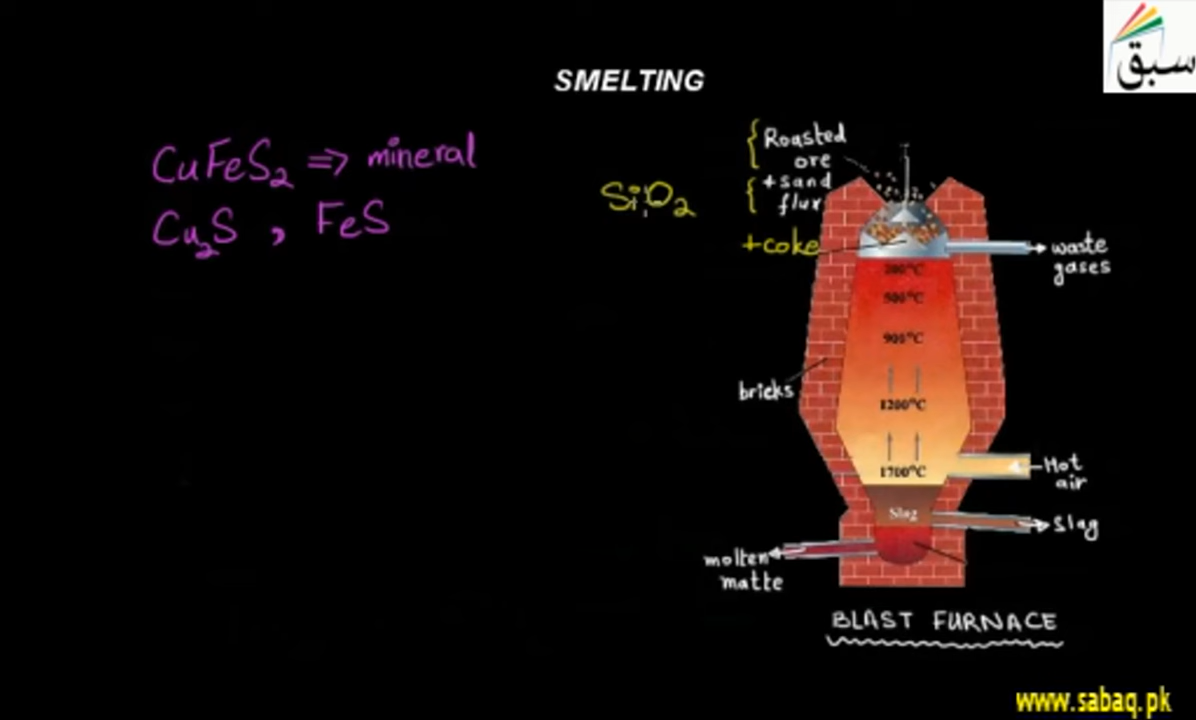 سبق
SMELTING
CuFeS₂ => mineral
Cu₂S , FeS
SiO₂
{Roasted
ore
{+sand
flux
+coke
waste
gases
500°C
900°C
bricks
1200°C
1700°C
Hot
air
Slag
Slag
molten
matte
BLAST FURNACE
www.sabaq.pk